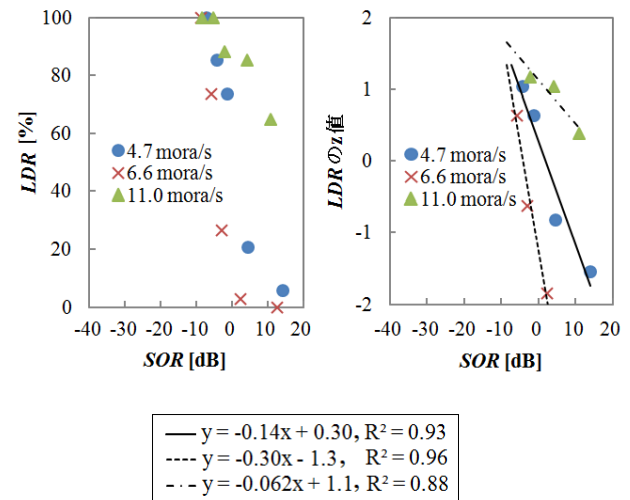 LDR [%]
100
80
60
40
20
0
4.7 mora/s
6.6 mora/s
11.0 mora/s
-40 -30 -20 -10 0 10 20
SOR [dB]
LDRのz値
2
1
0
-1
-2
4.7 mora/s
6.6 mora/s
11.0 mora/s
-40 -30 -20 -10 0 10 20
SOR [dB]
y = -0.14x + 0.30, R² = 0.93
y = -0.30x - 1.3, R² = 0.96
y = -0.062x + 1.1, R² = 0.88